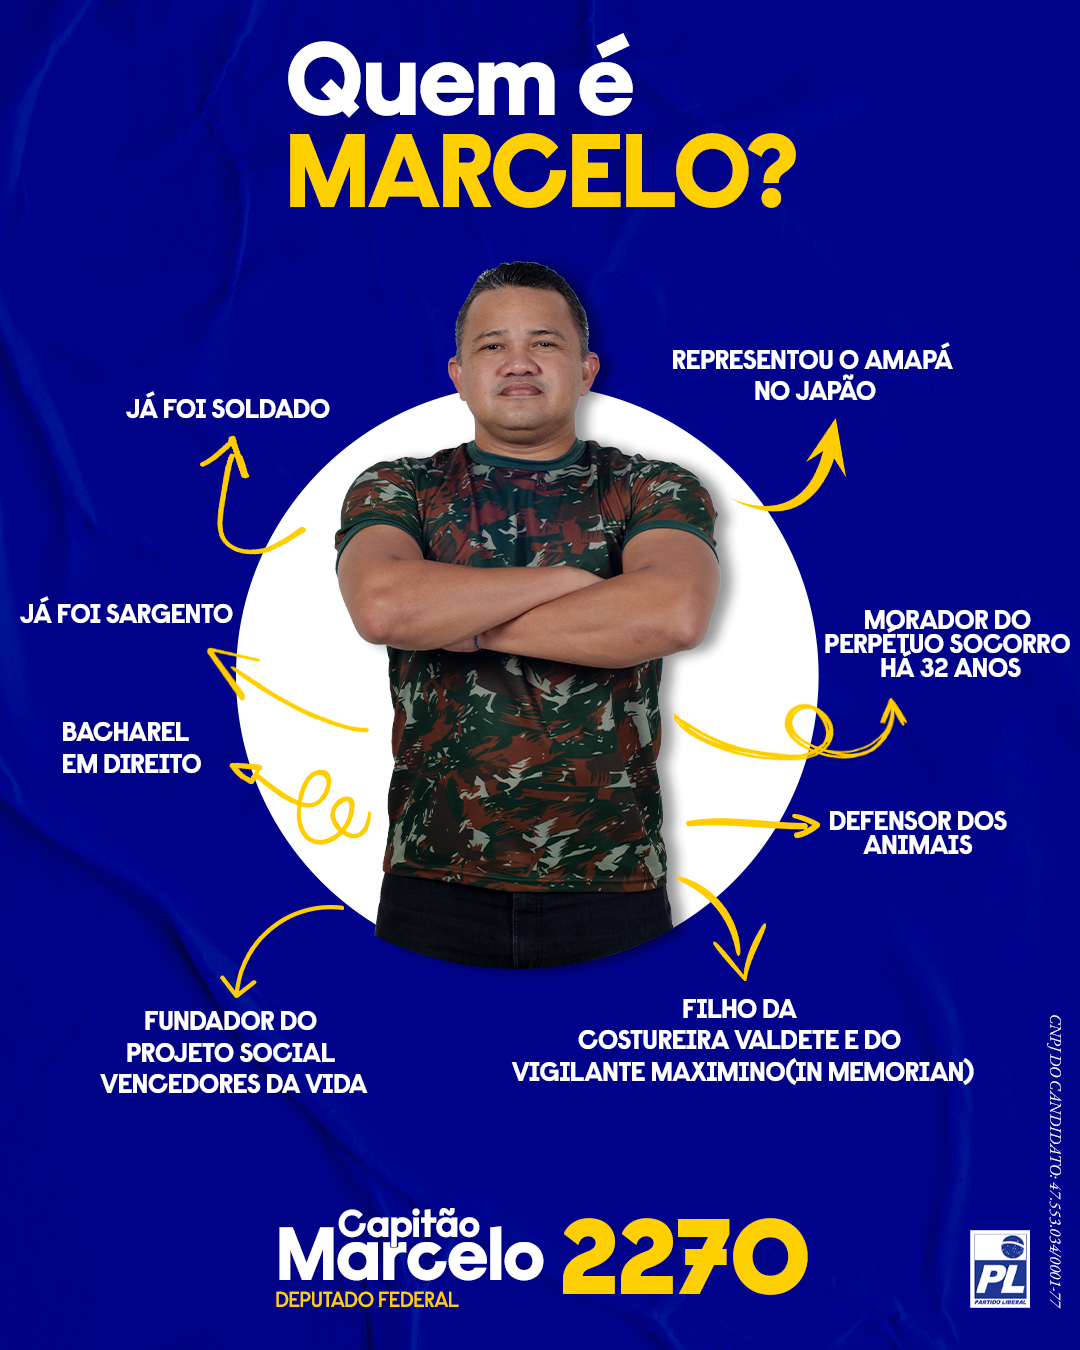 Quem é
MARCELO?
JÁ FOI SOLDADO
REPRESENTOU O AMAPÁ
NO JAPÃO
JÁ FOI SARGENTO
MORADOR DO
PERPÉTUO SOCORRO
HÁ 32 ANOS
BACHAREL
EM DIREITO
DEFENSOR DOS
ANIMAIS
FUNDADOR DO
PROJETO SOCIAL
VENCEDORES DA VIDA
FILHO DA
COSTUREIRA VALDETE E DO
VIGILANTE MAXIMINO(IN MEMORIAN)
Capitão
Marcelo 2270
DEPUTADO FEDERAL
PL
PARTIDO LIBERAL
CNPJ DO CANDIDATO: 47.553.034/0001-77